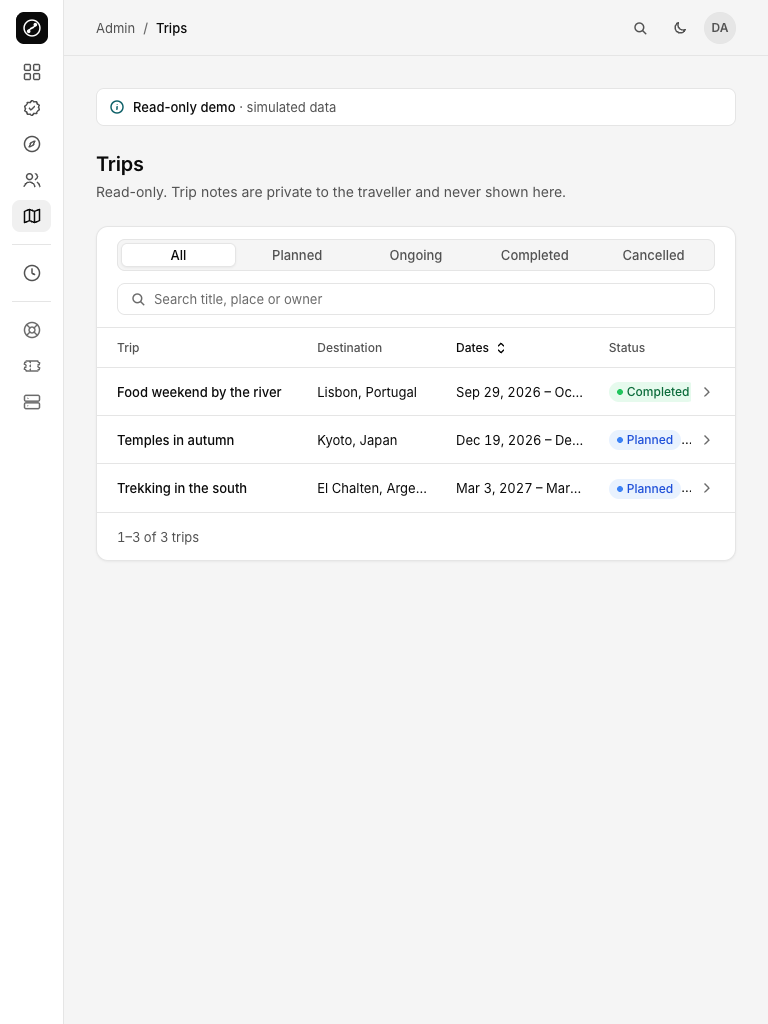 Admin / Trips
DA
Read-only demo · simulated data
Trips
Read-only. Trip notes are private to the traveller and never shown here.
All Planned Ongoing Completed Cancelled
Search title, place or owner
Trip Destination Dates Status
Food weekend by the river Lisbon, Portugal Sep 29, 2026 – Oc... Completed
Temples in autumn Kyoto, Japan Dec 19, 2026 – De... Planned ...
Trekking in the south El Chalten, Arge... Mar 3, 2027 – Mar... Planned ...
1–3 of 3 trips